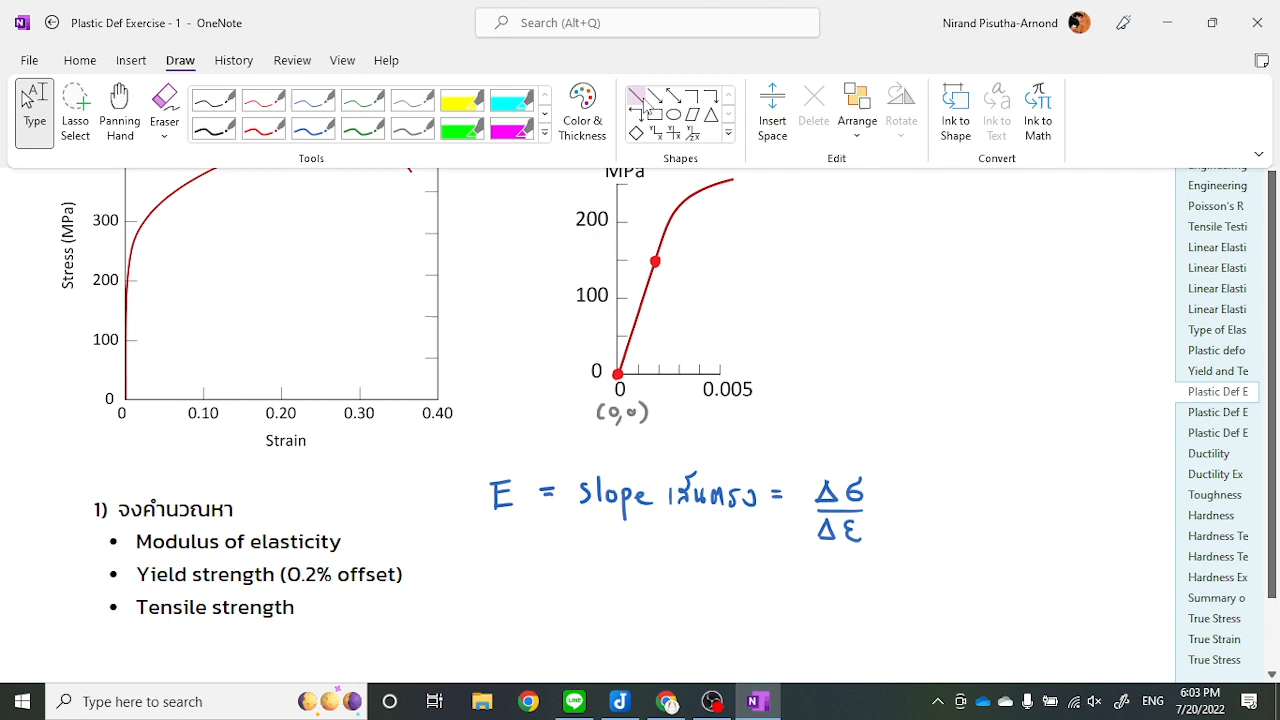 Plastic Def Exercise - 1 - OneNote
Search (Alt+Q)
Nirand Pisutha-Arnond
File Home Insert Draw History Review View Help
Type
Lasso Select
Panning Hand
Eraser
Color & Thickness
Insert Space
Delete
Arrange
Rotate
Ink to Shape
Ink to Text
Ink to Math
Tools
Shapes
Edit
Convert
Stress (MPa)
300
200
100
0
0 0.10 0.20 0.30 0.40
Strain
MPa
200
100
0
0 0.005
(0,0)
E = slope เส้นตรง = Δσ
Δε
1) จงคำนวณหา
• Modulus of elasticity
• Yield strength (0.2% offset)
• Tensile strength
Engineering
Engineering
Poisson's R
Tensile Testi
Linear Elasti
Linear Elasti
Linear Elasti
Linear Elasti
Type of Elas
Plastic defo
Yield and Te
Plastic Def E
Plastic Def E
Plastic Def E
Ductility
Ductility Ex
Toughness
Hardness
Hardness Te
Hardness Te
Hardness Ex
Summary o
True Stress
True Strain
True Stress
Type here to search
ENG
6:03 PM
7/20/2022